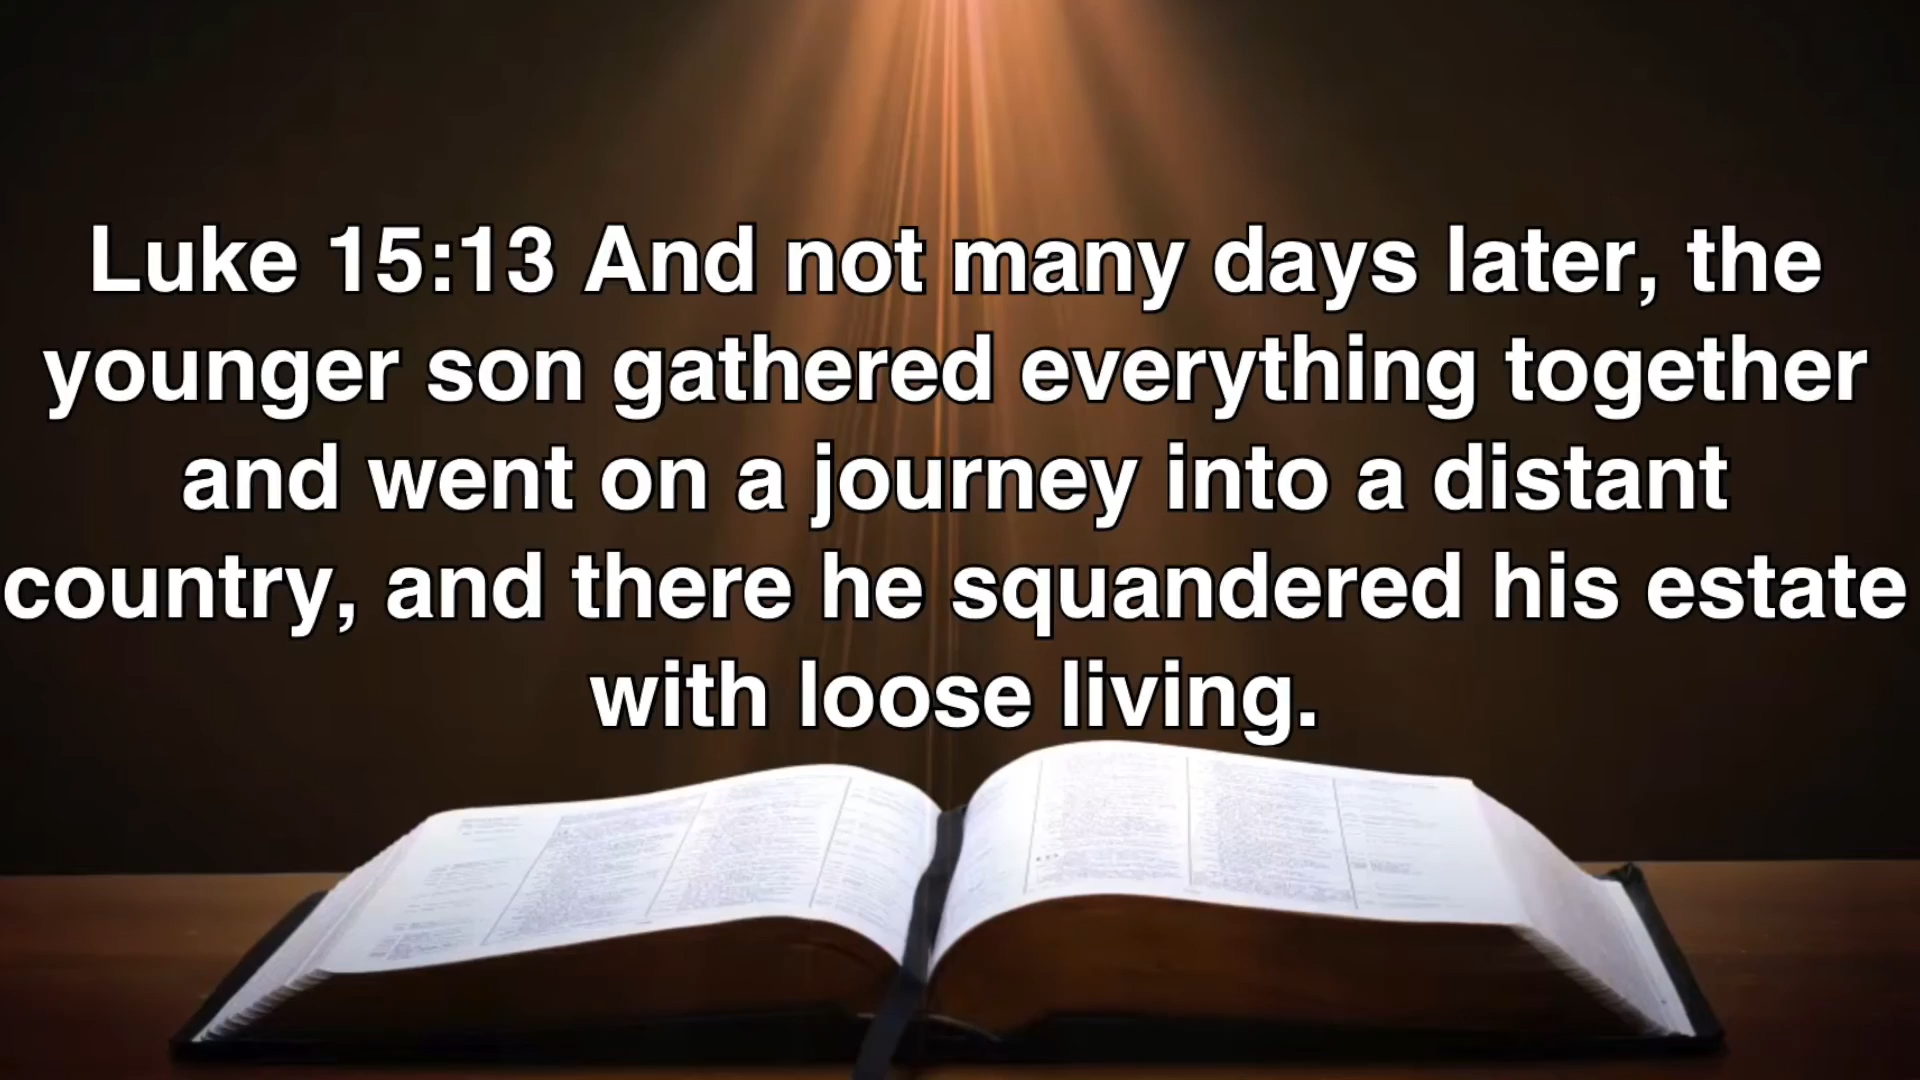 Luke 15:13 And not many days later, the
younger son gathered everything together
and went on a journey into a distant
country, and there he squandered his estate
with loose living.